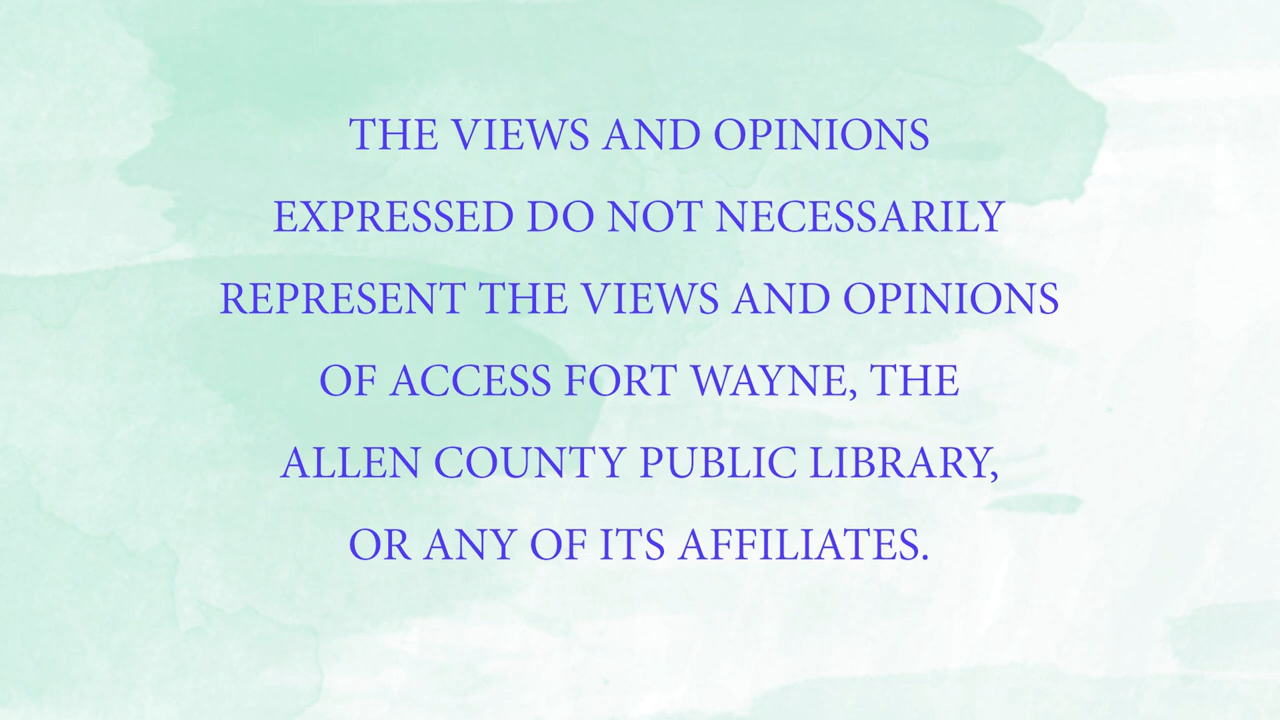 THE VIEWS AND OPINIONS
EXPRESSED DO NOT NECESSARILY
REPRESENT THE VIEWS AND OPINIONS
OF ACCESS FORT WAYNE, THE
ALLEN COUNTY PUBLIC LIBRARY,
OR ANY OF ITS AFFILIATES.